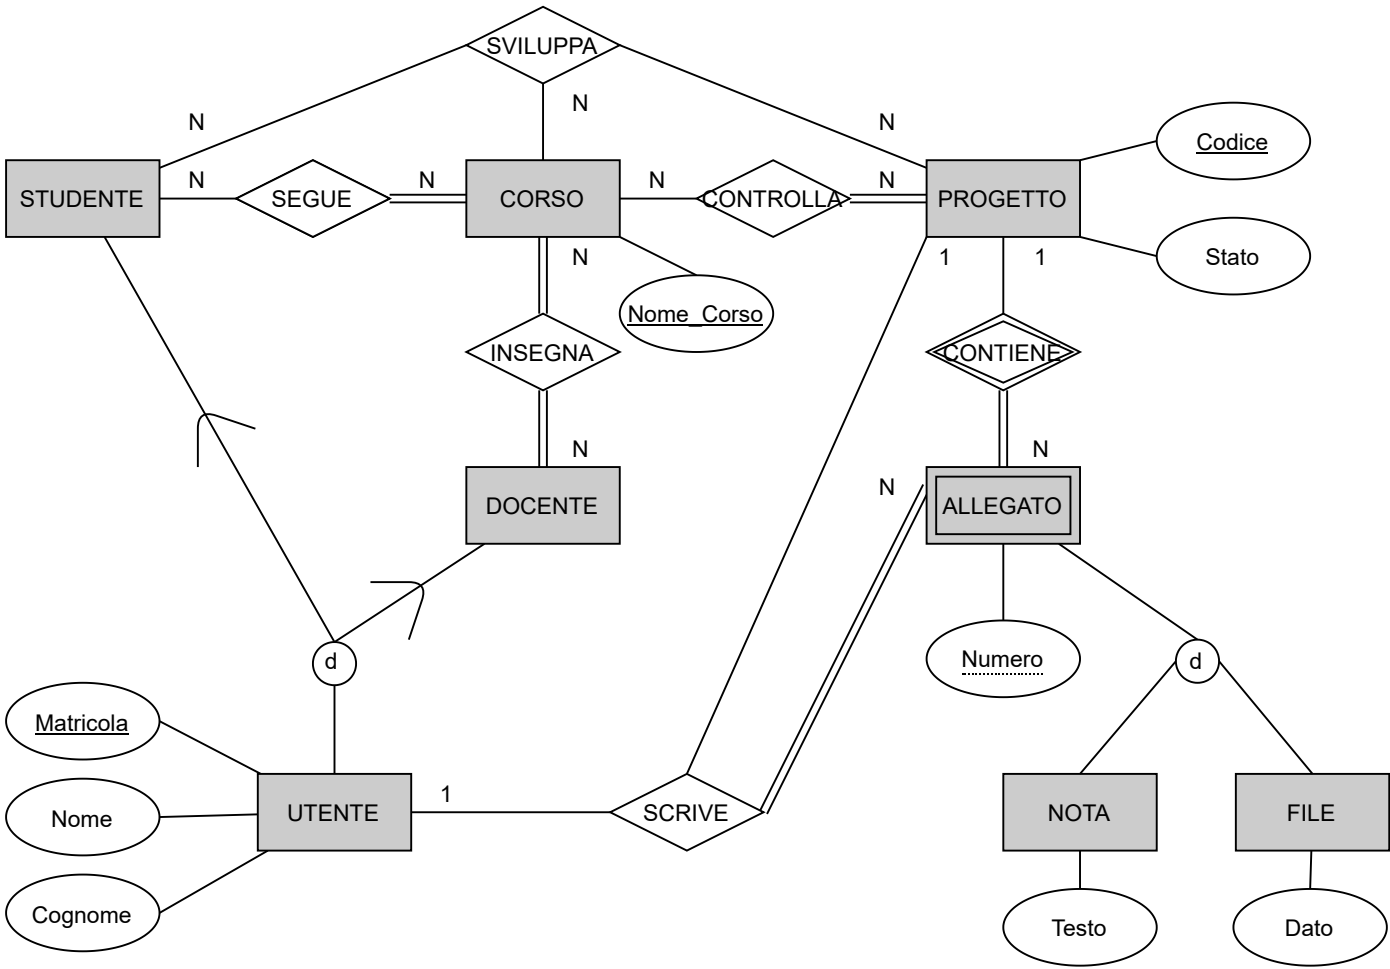 SVILUPPA
N
N
N
STUDENTE
N
SEGUE
N
CORSO
N
CONTROLLA
N
PROGETTO
Codice
Stato
N
1
1
Nome_Corso
INSEGNA
CONTIENE
N
N
N
DOCENTE
ALLEGATO
d
Numero
d
Matricola
Nome
Cognome
UTENTE
1
SCRIVE
NOTA
FILE
Testo
Dato